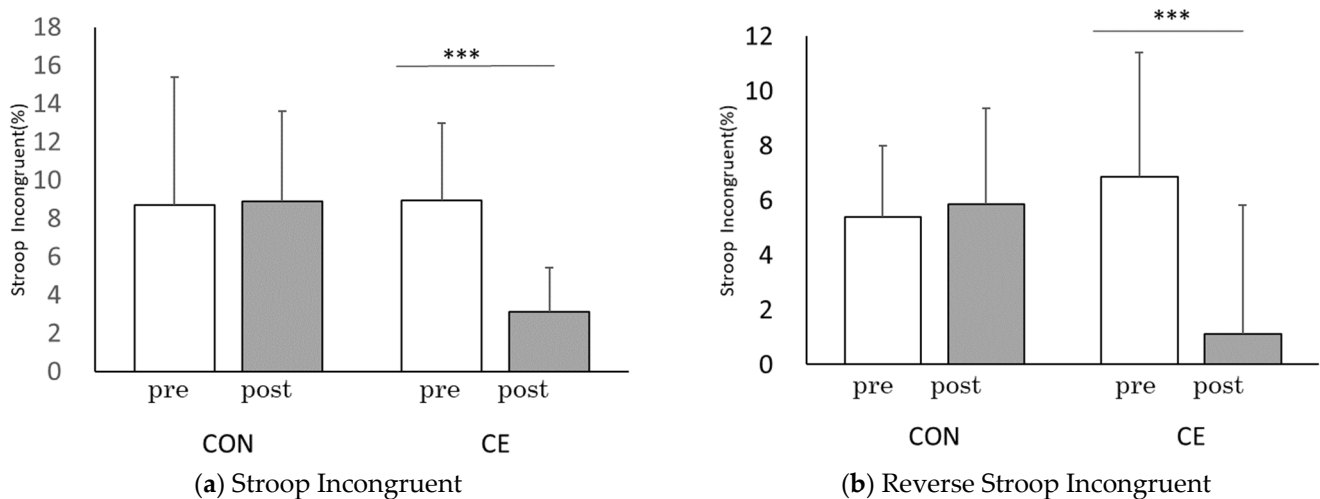 18
16
14
12
10
8
6
4
2
0
Stroop Incongruent(%)
***
pre post pre post
CON CE
(a) Stroop Incongruent
12
10
8
6
4
2
0
Stroop Incongruent(%)
***
pre post pre post
CON CE
(b) Reverse Stroop Incongruent